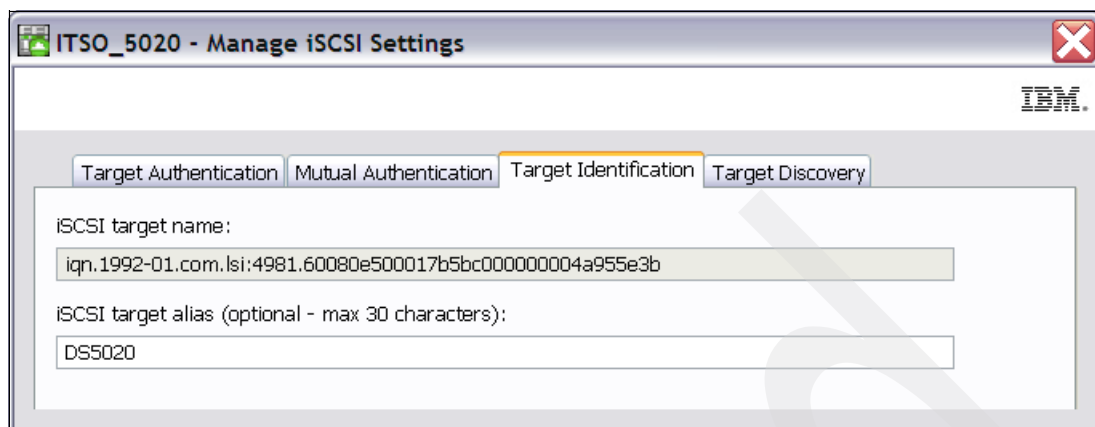 ITSO_5020 - Manage iSCSI Settings
IBM.
Target Authentication Mutual Authentication Target Identification Target Discovery
iSCSI target name:
iqn.1992-01.com.lsi:4981.60080e500017b5bc000000004a955e3b
iSCSI target alias (optional - max 30 characters):
DS5020